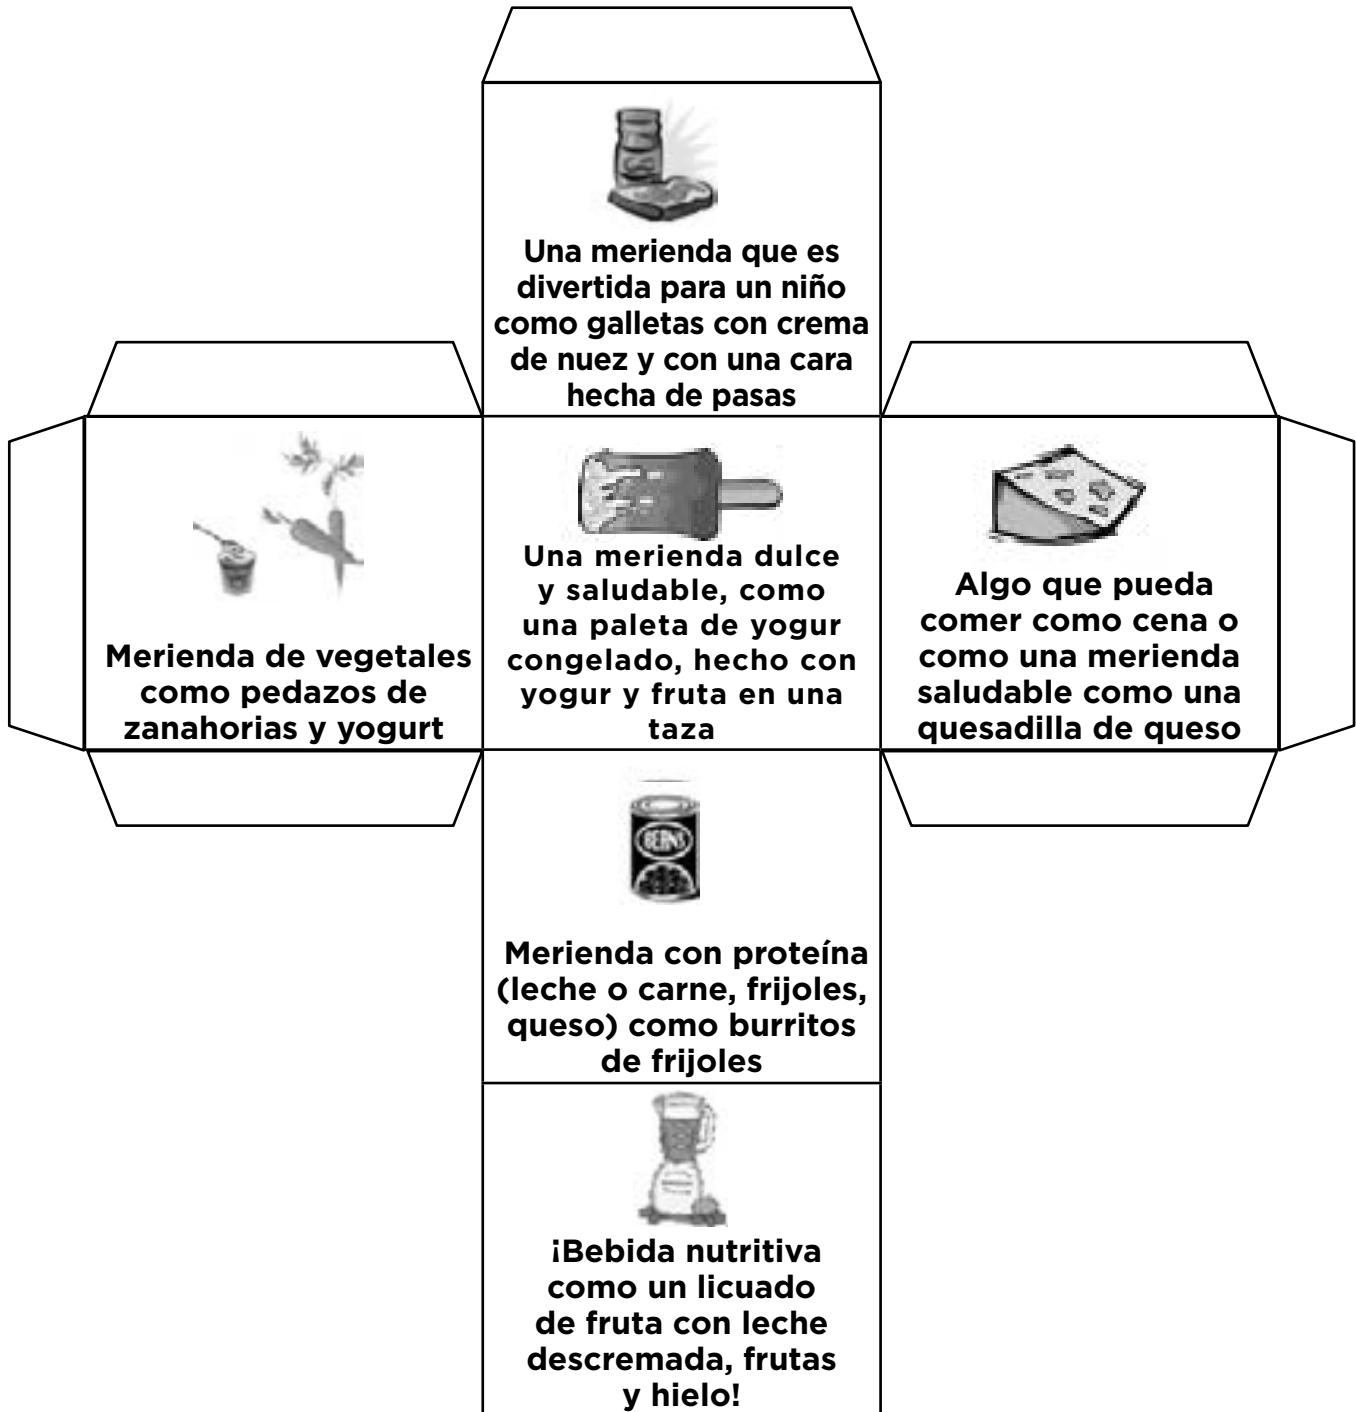 Una merienda que es
divertida para un niño
como galletas con crema
de nuez y con una cara
hecha de pasas
Merienda de vegetales
como pedazos de
zanahorias y yogurt
Una merienda dulce
y saludable, como
una paleta de yogur
congelado, hecho con
yogur y fruta en una
taza
Algo que pueda
comer como cena o
como una merienda
saludable como una
quesadilla de queso
BEANS
Merienda con proteína
(leche o carne, frijoles,
queso) como burritos
de frijoles
¡Bebida nutritiva
como un licuado
de fruta con leche
descremada, frutas
y hielo!